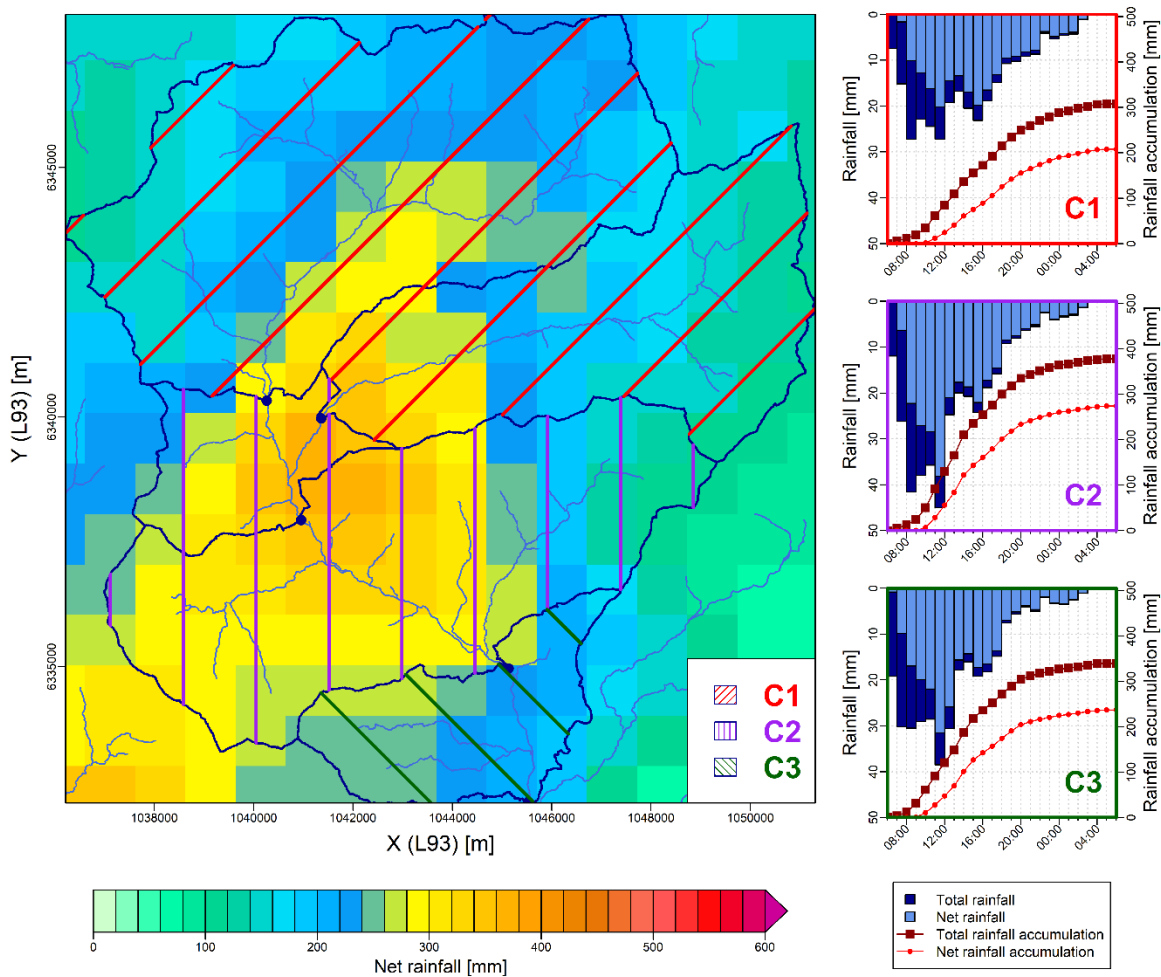 6345000
6340000
6335000
Y (L93) [m]
1038000 1040000 1042000 1044000 1046000 1048000 1050000
X (L93) [m]
C1
C2
C3
0 100 200 300 400 500 600
Net rainfall [mm]
0
10
20
30
40
50
Rainfall [mm]
500
400
300
200
100
0
Rainfall accumulation [mm]
08:00 12:00 16:00 20:00 00:00 04:00
C1
0
10
20
30
40
50
Rainfall [mm]
500
400
300
200
100
0
Rainfall accumulation [mm]
08:00 12:00 16:00 20:00 00:00 04:00
C2
0
10
20
30
40
50
Rainfall [mm]
500
400
300
200
100
0
Rainfall accumulation [mm]
08:00 12:00 16:00 20:00 00:00 04:00
C3
Total rainfall
Net rainfall
Total rainfall accumulation
Net rainfall accumulation